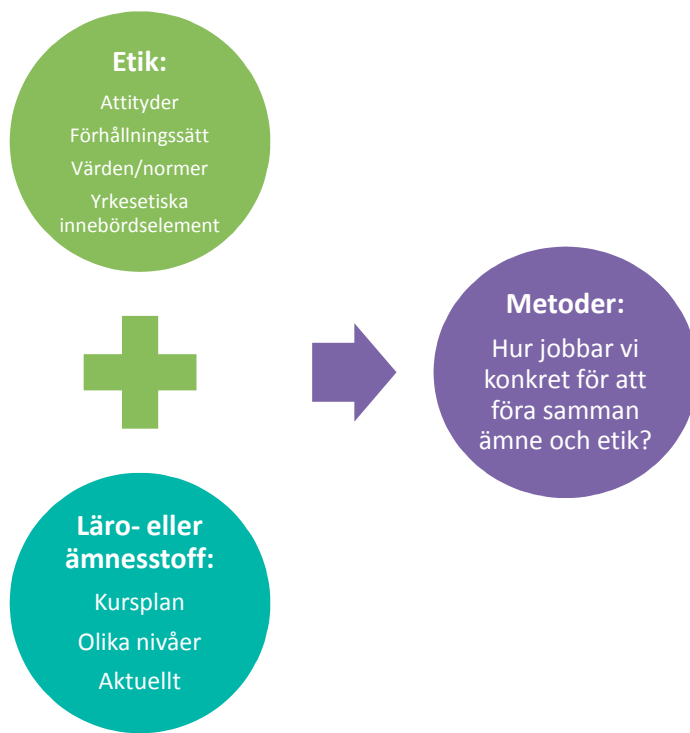 Etik:
Attityder
Förhållningssätt
Värden/normer
Yrkesetiska
innebördselement
Metoder:
Hur jobbar vi
konkret för att
föra samman
ämne och etik?
Läro- eller
ämnesstoff:
Kursplan
Olika nivåer
Aktuellt